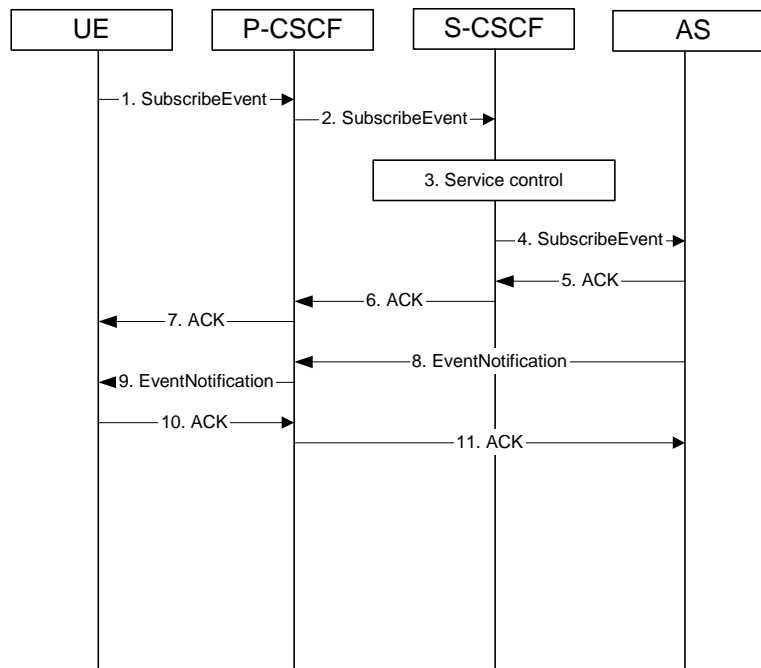 UE
P-CSCF
S-CSCF
AS
1. SubscribeEvent
2. SubscribeEvent
3. Service control
4. SubscribeEvent
5. ACK
6. ACK
7. ACK
8. EventNotification
9. EventNotification
10. ACK
11. ACK